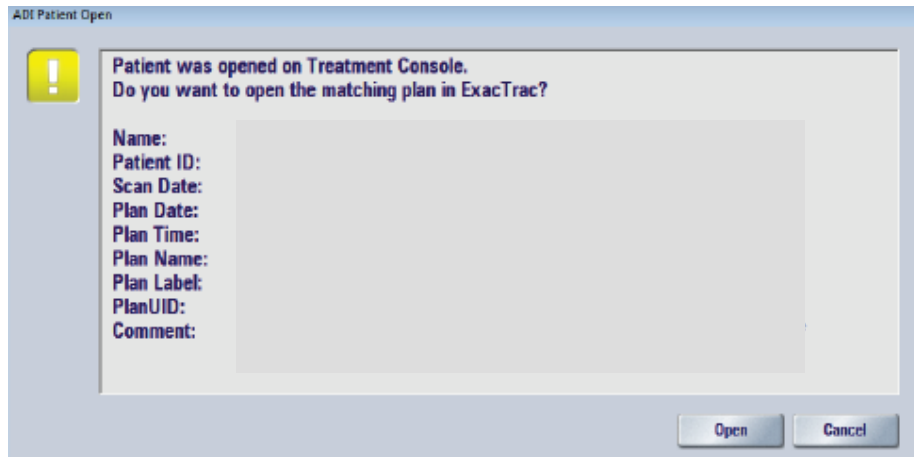 ADI Patient Open
Patient was opened on Treatment Console.
Do you want to open the matching plan in ExacTrac?
Name:
Patient ID:
Scan Date:
Plan Date:
Plan Time:
Plan Name:
Plan Label:
PlanUID:
Comment:
Open Cancel